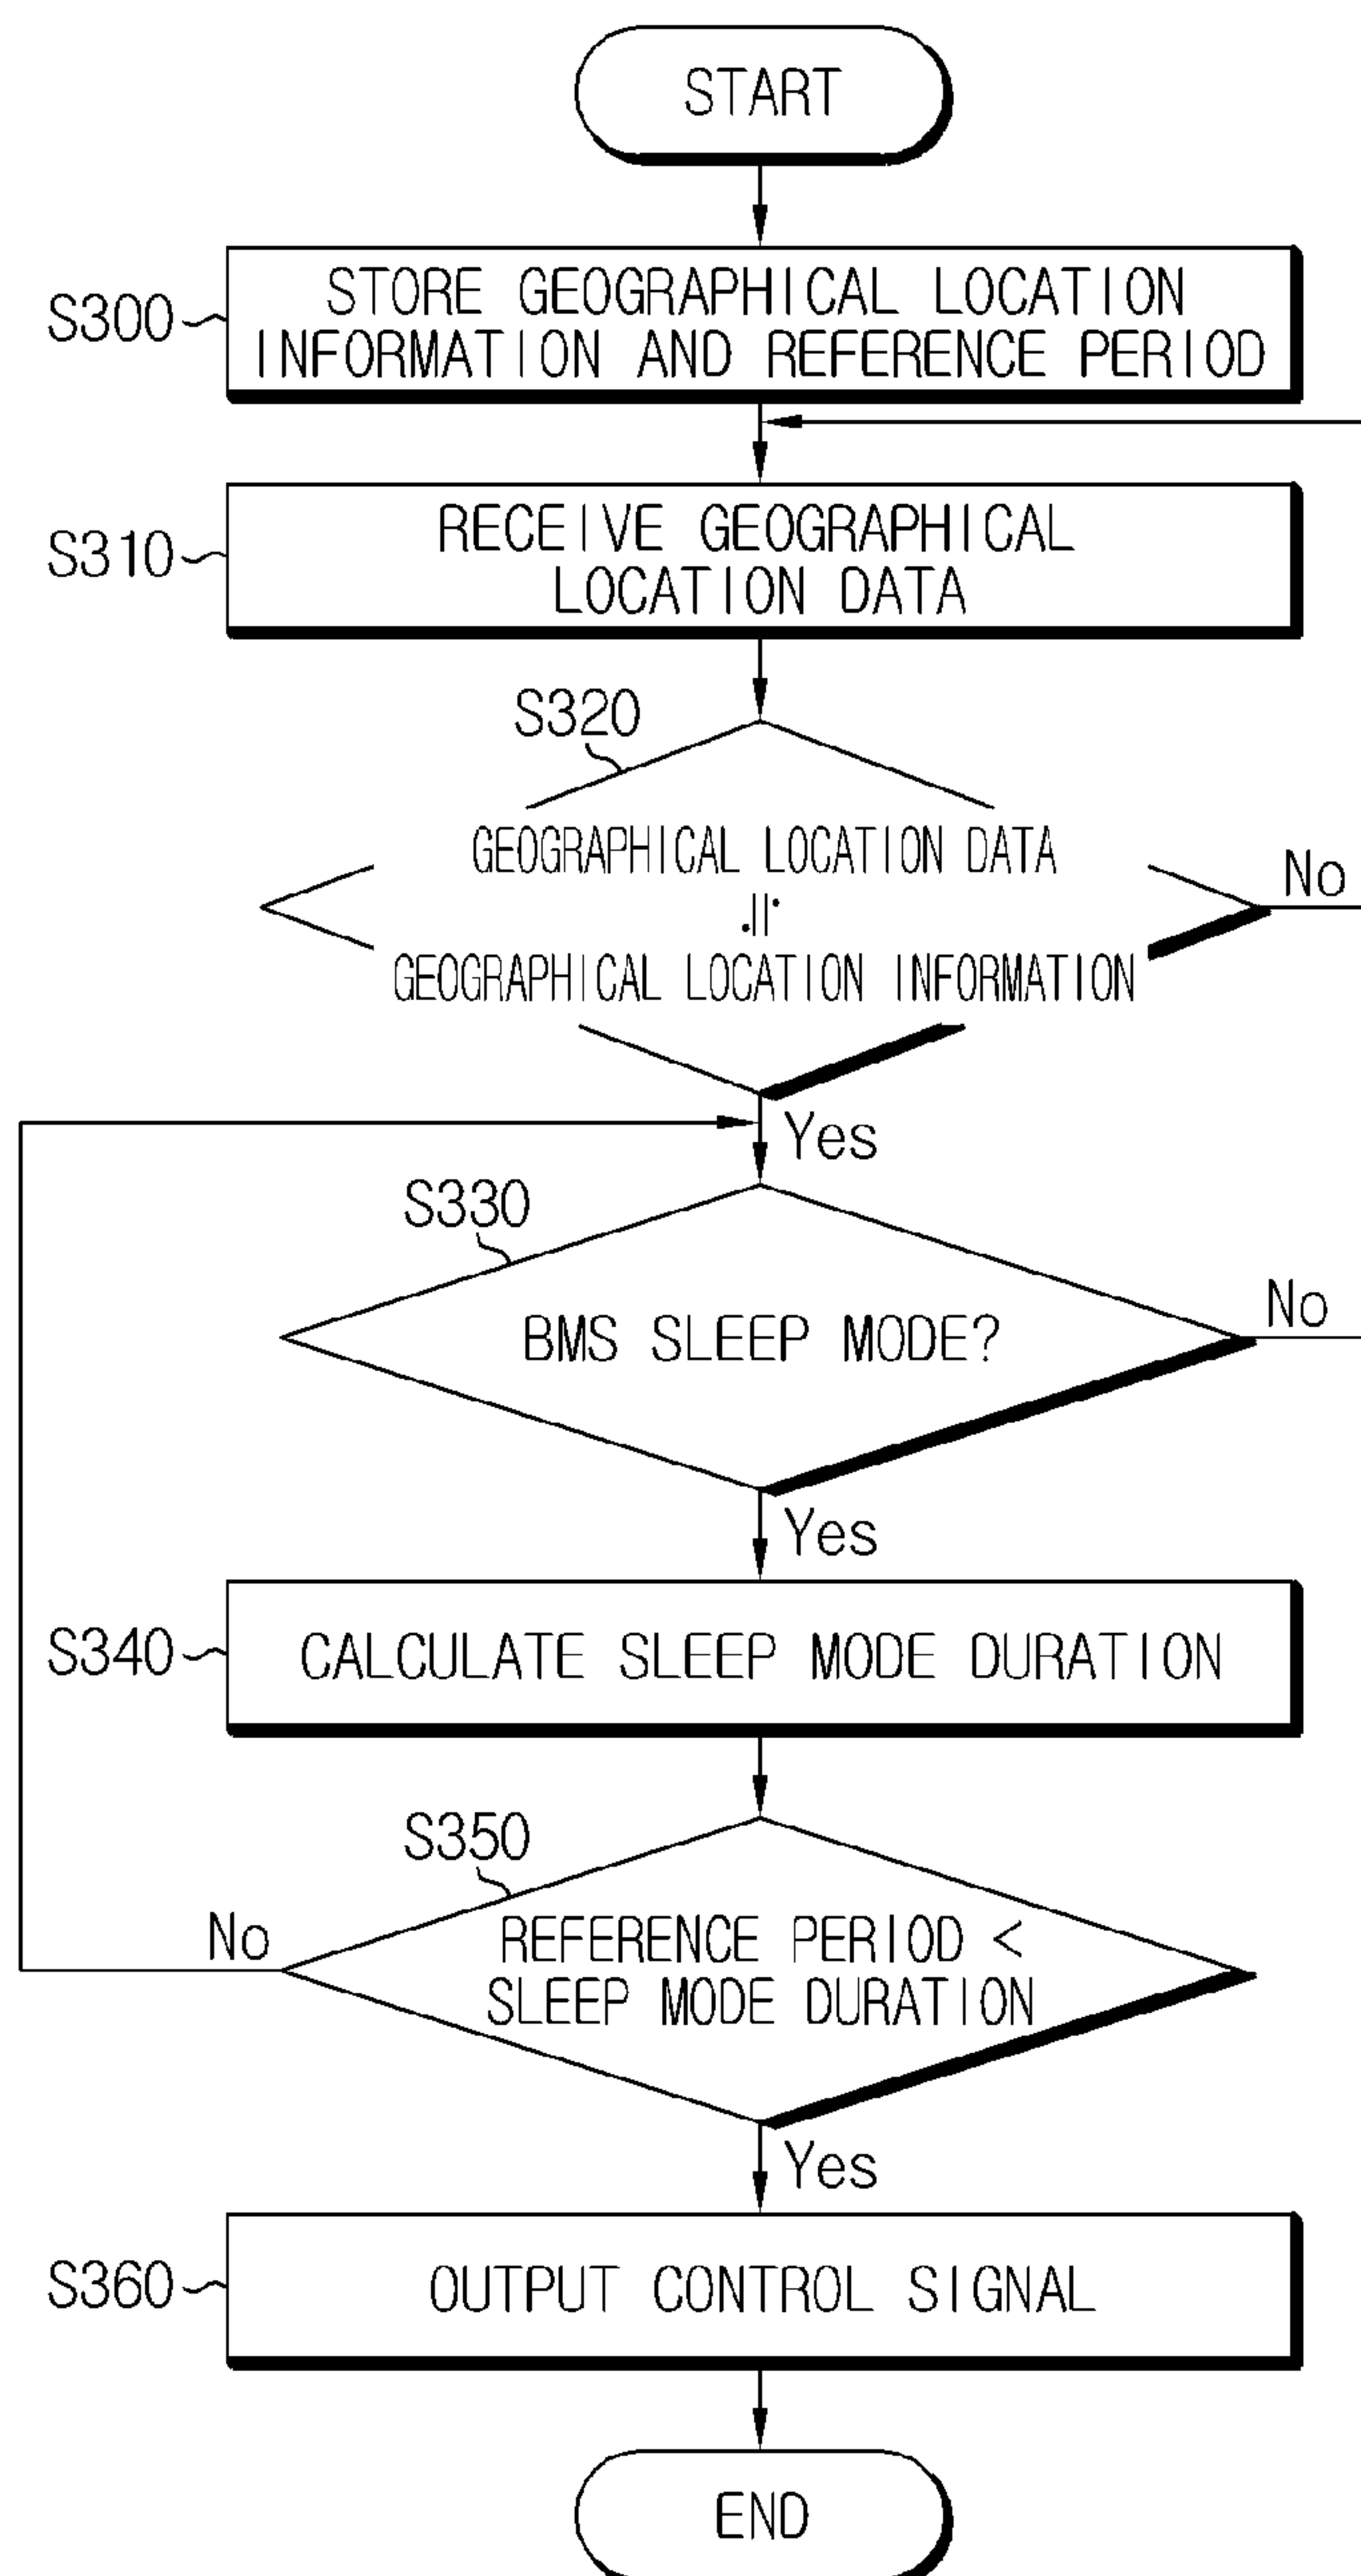 START
S300
STORE GEOGRAPHICAL LOCATION
INFORMATION AND REFERENCE PERIOD
S310
RECEIVE GEOGRAPHICAL
LOCATION DATA
S320
GEOGRAPHICAL LOCATION DATA
≒
GEOGRAPHICAL LOCATION INFORMATION
No
Yes
S330
BMS SLEEP MODE?
No
Yes
S340
CALCULATE SLEEP MODE DURATION
S350
No
REFERENCE PERIOD <
SLEEP MODE DURATION
Yes
S360
OUTPUT CONTROL SIGNAL
END